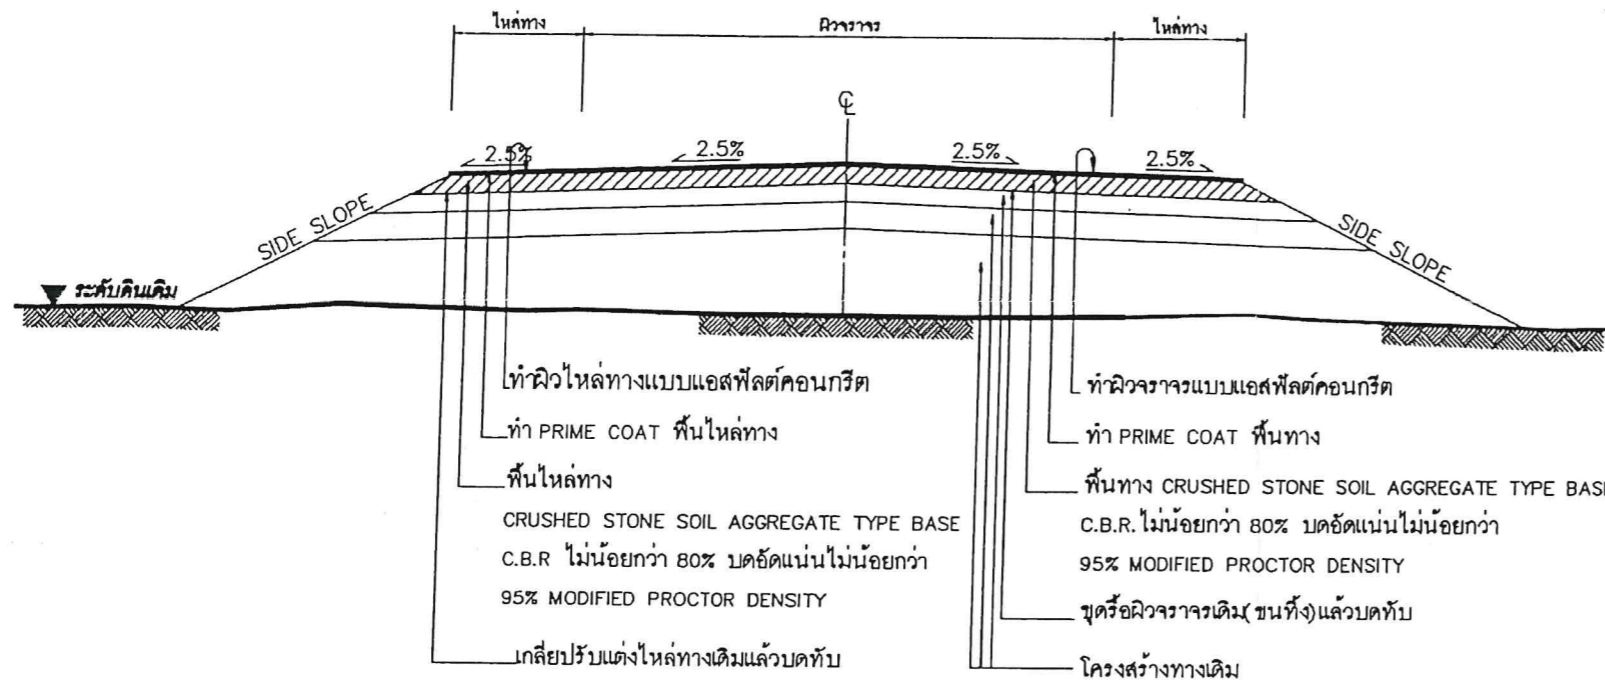 ไหล่ทาง
ผิวจราจร
ไหล่ทาง
℄
2.5%
2.5%
2.5%
2.5%
SIDE SLOPE
SIDE SLOPE
ระดับดินเดิม
ทำผิวไหล่ทางแบบแอสฟัลต์คอนกรีต
ทำ PRIME COAT พื้นไหล่ทาง
พื้นไหล่ทาง
CRUSHED STONE SOIL AGGREGATE TYPE BASE
C.B.R ไม่น้อยกว่า 80% บดอัดแน่นไม่น้อยกว่า
95% MODIFIED PROCTOR DENSITY
เกลี่ยปรับแต่งไหล่ทางเดิมแล้วบดทับ
ทำผิวจราจรแบบแอสฟัลต์คอนกรีต
ทำ PRIME COAT พื้นทาง
พื้นทาง CRUSHED STONE SOIL AGGREGATE TYPE BASE
C.B.R. ไม่น้อยกว่า 80% บดอัดแน่นไม่น้อยกว่า
95% MODIFIED PROCTOR DENSITY
ขุดรื้อผิวจราจรเดิม(ขนทิ้ง)แล้วบดทับ
โครงสร้างทางเดิม